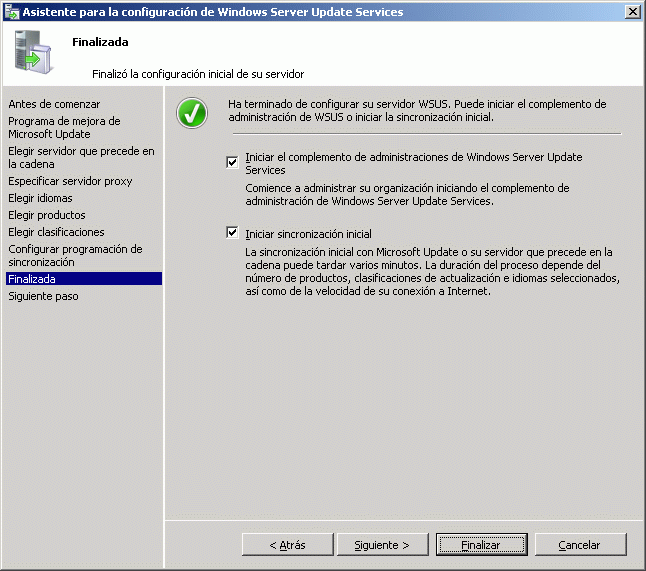 Asistente para la configuración de Windows Server Update Services
Finalizada
Finalizó la configuración inicial de su servidor
Antes de comenzar
Programa de mejora de
Microsoft Update
Elegir servidor que precede en
la cadena
Especificar servidor proxy
Elegir idiomas
Elegir productos
Elegir clasificaciones
Configurar programación de
sincronización
Finalizada
Siguiente paso
Ha terminado de configurar su servidor WSUS. Puede iniciar el complemento de
administración de WSUS o iniciar la sincronización inicial.
Iniciar el complemento de administraciones de Windows Server Update
Services
Comience a administrar su organización iniciando el complemento de
administración de Windows Server Update Services.
Iniciar sincronización inicial
La sincronización inicial con Microsoft Update o su servidor que precede en la
cadena puede tardar varios minutos. La duración del proceso depende del
número de productos, clasificaciones de actualización e idiomas seleccionados,
así como de la velocidad de su conexión a Internet.
< Atrás
Siguiente >
Finalizar
Cancelar